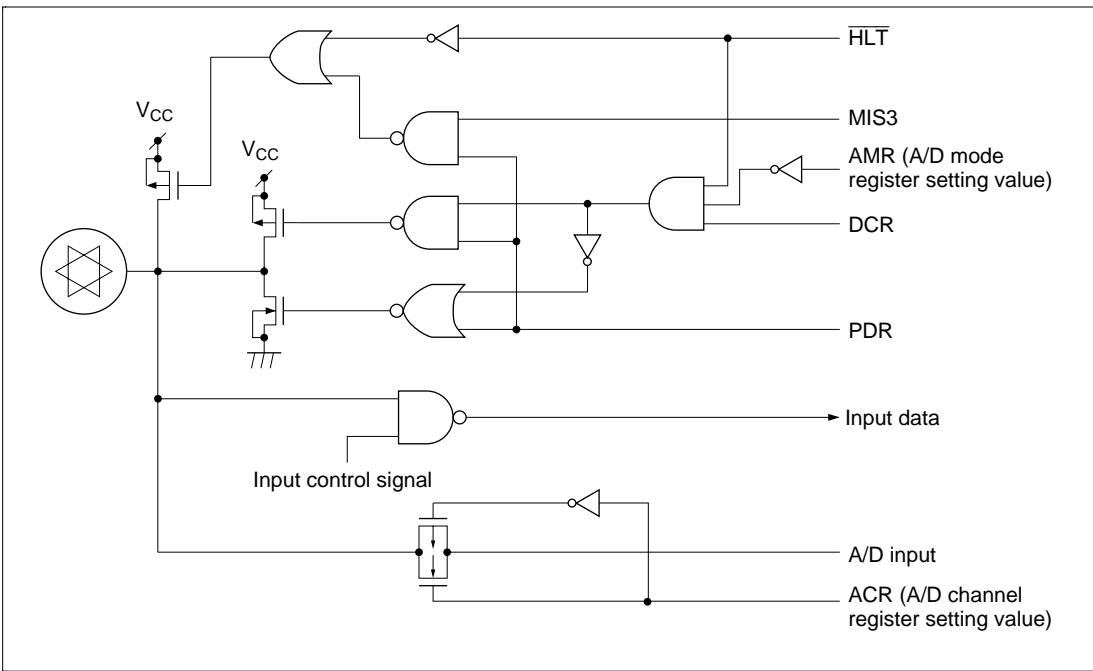 H̅L̅T̅
MIS3
VCC
VCC
AMR (A/D mode
register setting value)
DCR
PDR
Input data
Input control signal
A/D input
ACR (A/D channel
register setting value)